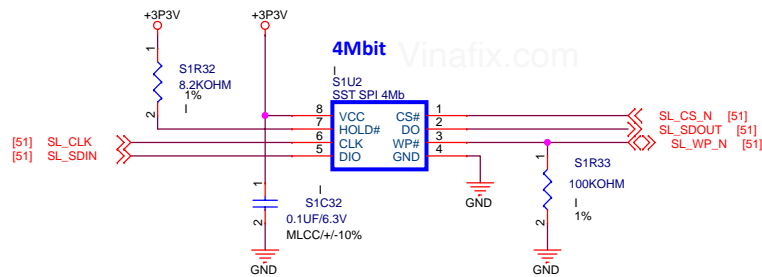 +3P3V
+3P3V
4Mbit
Vinafix.com
1
S1R32
8.2KOHM
1%
I
2
I
S1U2
SST SPI 4Mb
8 VCC CS# 1 SL_CS_N [51]
7 HOLD# DO 2 SL_SDOUT [51]
[51] SL_CLK 6 CLK WP# 3 SL_WP_N [51]
[51] SL_SDIN 5 DIO GND 4
1
S1R33
100KOHM
I
1%
2
GND
GND
1
I
S1C32
0.1UF/6.3V
MLCC/+/-10%
2
GND